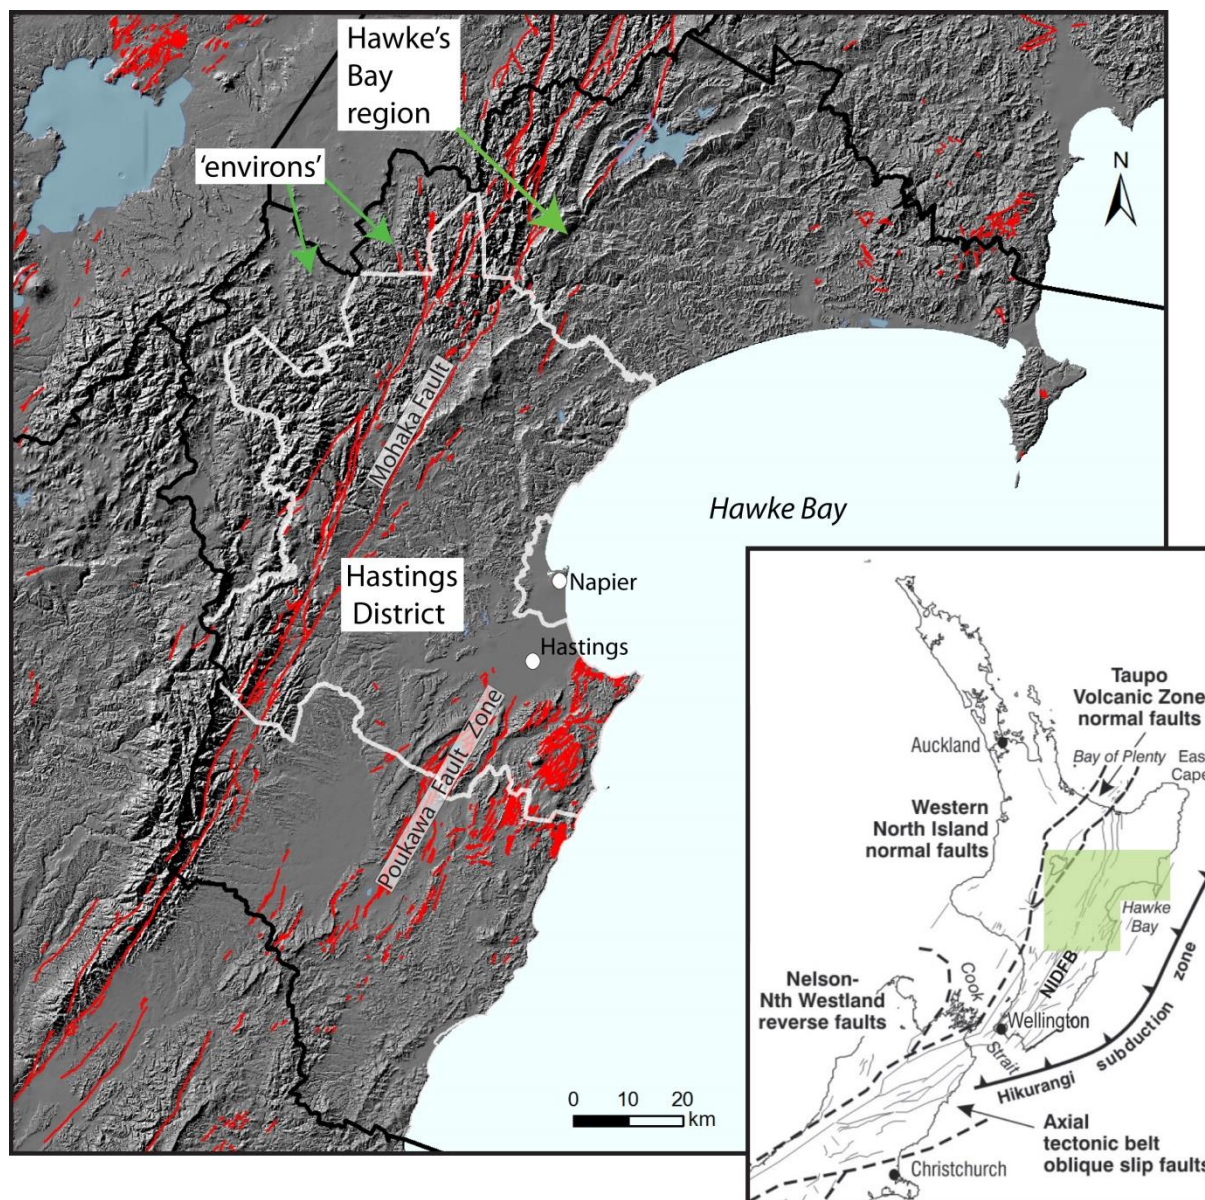 Hawke's
Bay
region
'environs'
N
Mohaka Fault
Hawke Bay
Hastings
District
Napier
Hastings
Poukawa Fault Zone
0 10 20
km
Taupo
Volcanic Zone
normal faults
Auckland
Bay of Plenty
East
Cape
Western
North Island
normal faults
Hawke
Bay
NIDFB
Nelson-
Nth Westland
reverse faults
Cook
Strait
Wellington
Hikurangi subduction zone
Axial
tectonic belt
oblique slip faults
Christchurch